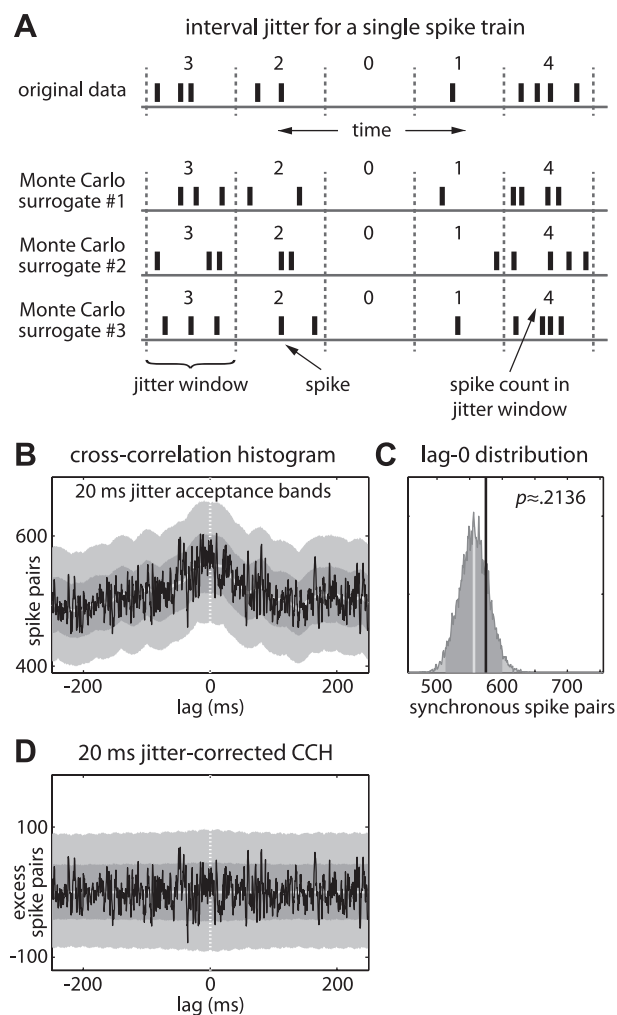 A
interval jitter for a single spike train
3 2 0 1 4
original data
time
Monte Carlo
surrogate #1
3 2 0 1 4
Monte Carlo
surrogate #2
3 2 0 1 4
Monte Carlo
surrogate #3
3 2 0 1 4
jitter window
spike
spike count in
jitter window
B
cross-correlation histogram
20 ms jitter acceptance bands
600
400
spike pairs
-200 0 200
lag (ms)
C
lag-0 distribution
p≈.2136
500 600 700
synchronous spike pairs
D
20 ms jitter-corrected CCH
100
-100
excess
spike pairs
-200 0 200
lag (ms)